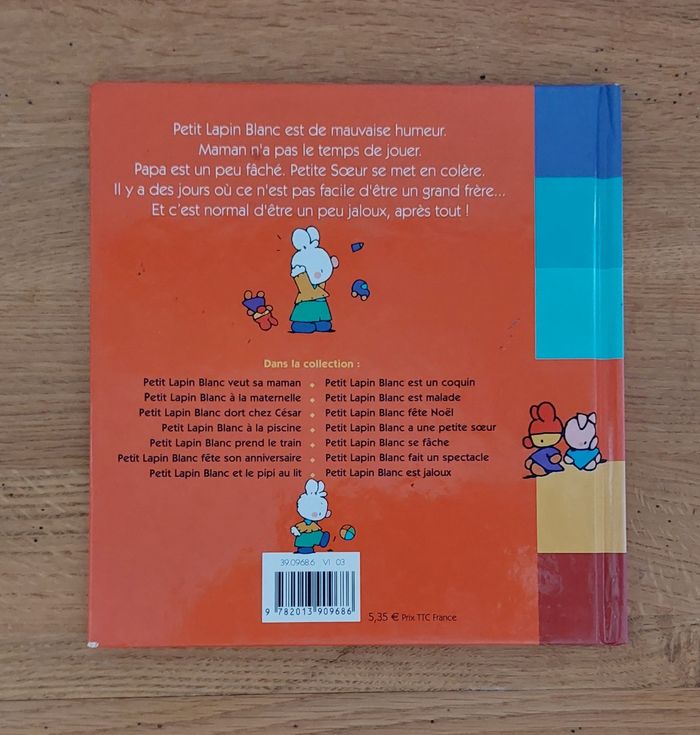 Petit Lapin Blanc est de mauvaise humeur.
Maman n'a pas le temps de jouer.
Papa est un peu fâché. Petite Sœur se met en colère.
Il y a des jours où ce n'est pas facile d'être un grand frère...
Et c'est normal d'être un peu jaloux, après tout !
Dans la collection :
Petit Lapin Blanc veut sa maman ◆ Petit Lapin Blanc est un coquin
Petit Lapin Blanc à la maternelle ◆ Petit Lapin Blanc est malade
Petit Lapin Blanc dort chez César ◆ Petit Lapin Blanc fête Noël
Petit Lapin Blanc à la piscine ◆ Petit Lapin Blanc a une petite sœur
Petit Lapin Blanc prend le train ◆ Petit Lapin Blanc se fâche
Petit Lapin Blanc fête son anniversaire ◆ Petit Lapin Blanc fait un spectacle
Petit Lapin Blanc et le pipi au lit ◆ Petit Lapin Blanc est jaloux
39.0968.6 VI 03
9 782013 909686
5,35 € Prix TTC France